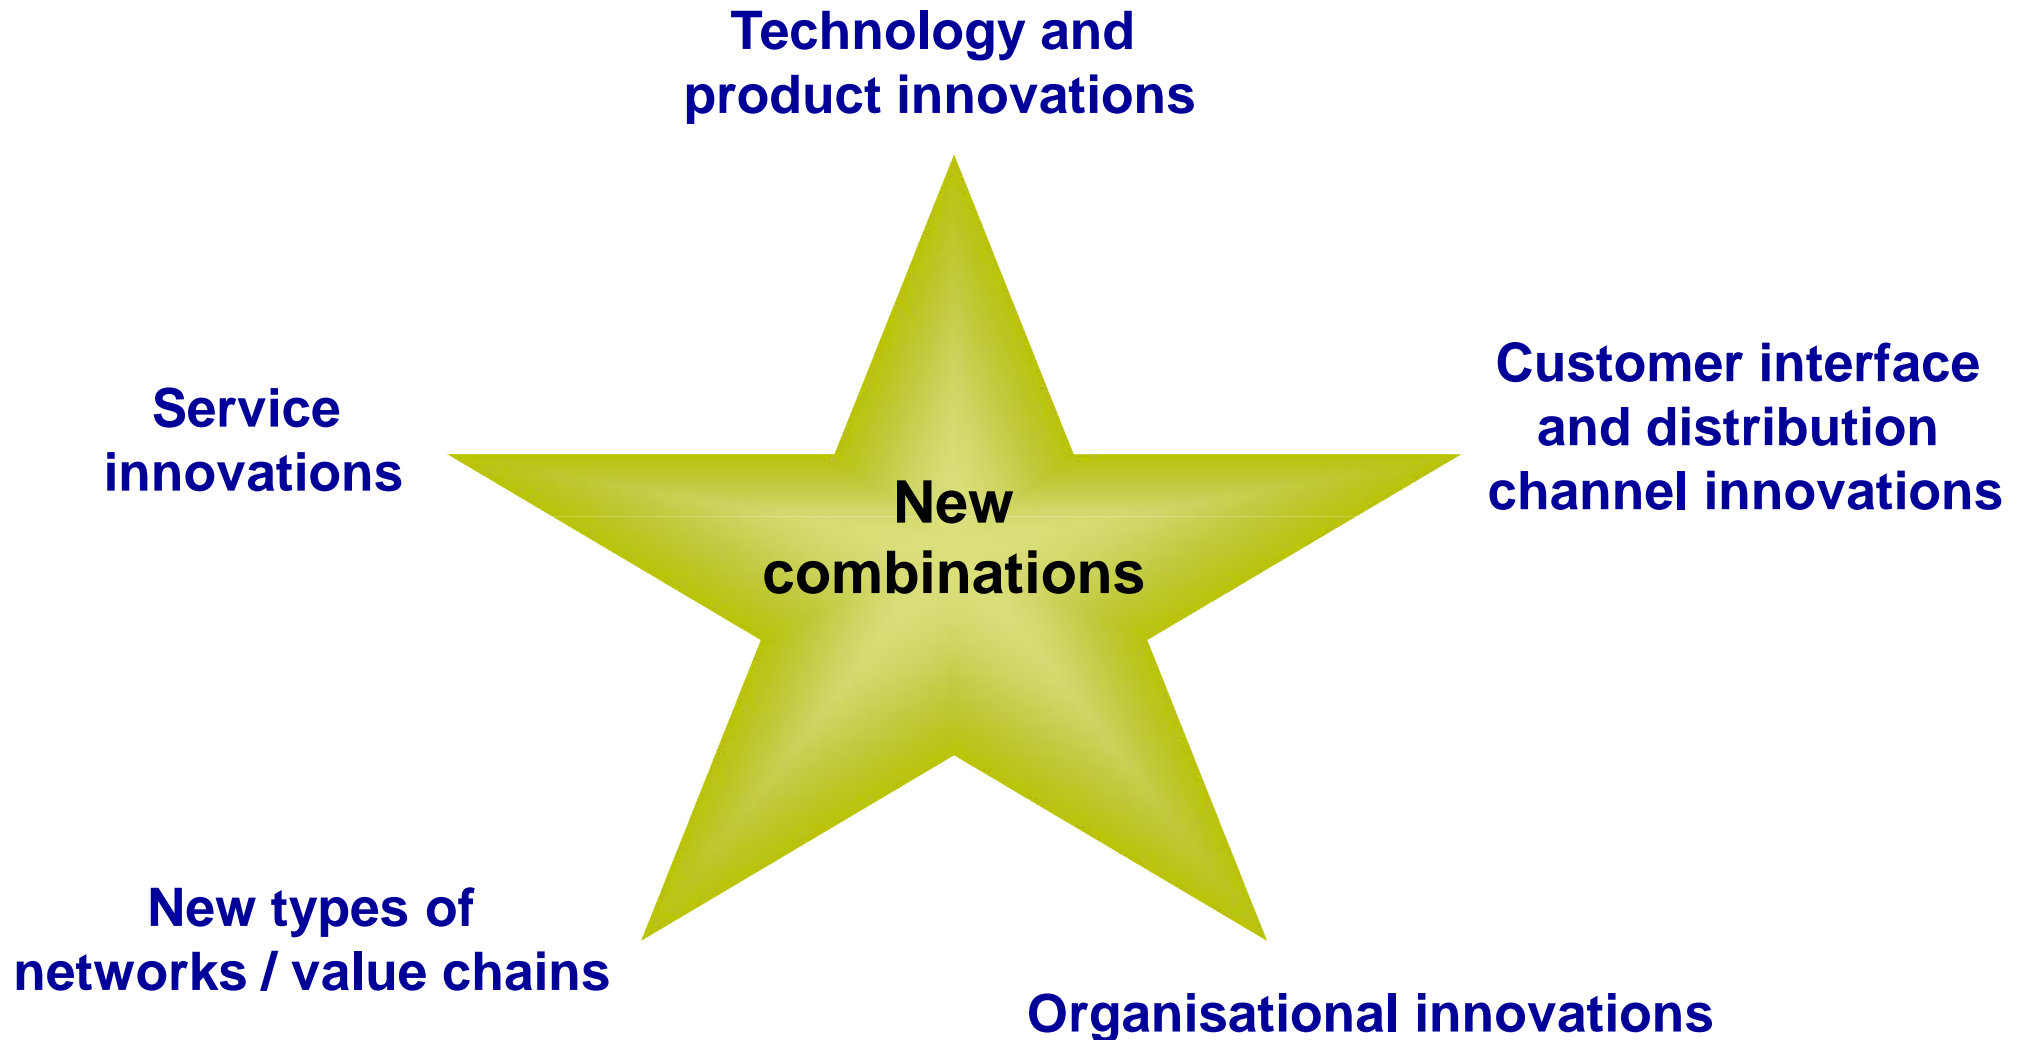 Technology and
product innovations
Customer interface
and distribution
channel innovations
Service
innovations
New
combinations
New types of
networks / value chains
Organisational innovations